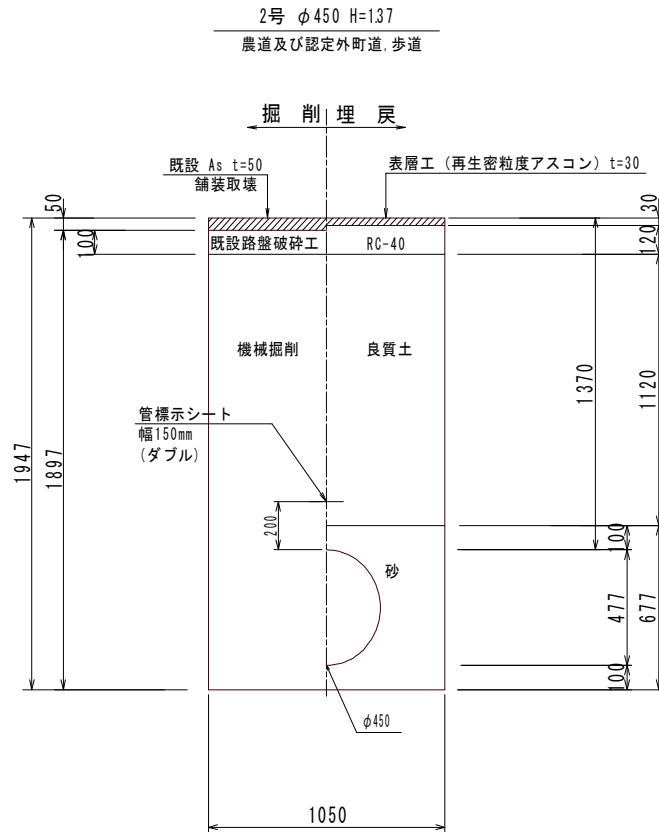 2号 φ450 H=1.37
農道及び認定外町道,歩道
掘 削 埋 戻
既設 As t=50
舗装取壊
表層工（再生密粒度アスコン）t=30
50
30
既設路盤破砕工
RC-40
100
120
機械掘削
良質土
1370
1120
管標示シート
幅150mm
(ダブル)
1947
1897
200
100
砂
477
677
100
φ450
1050